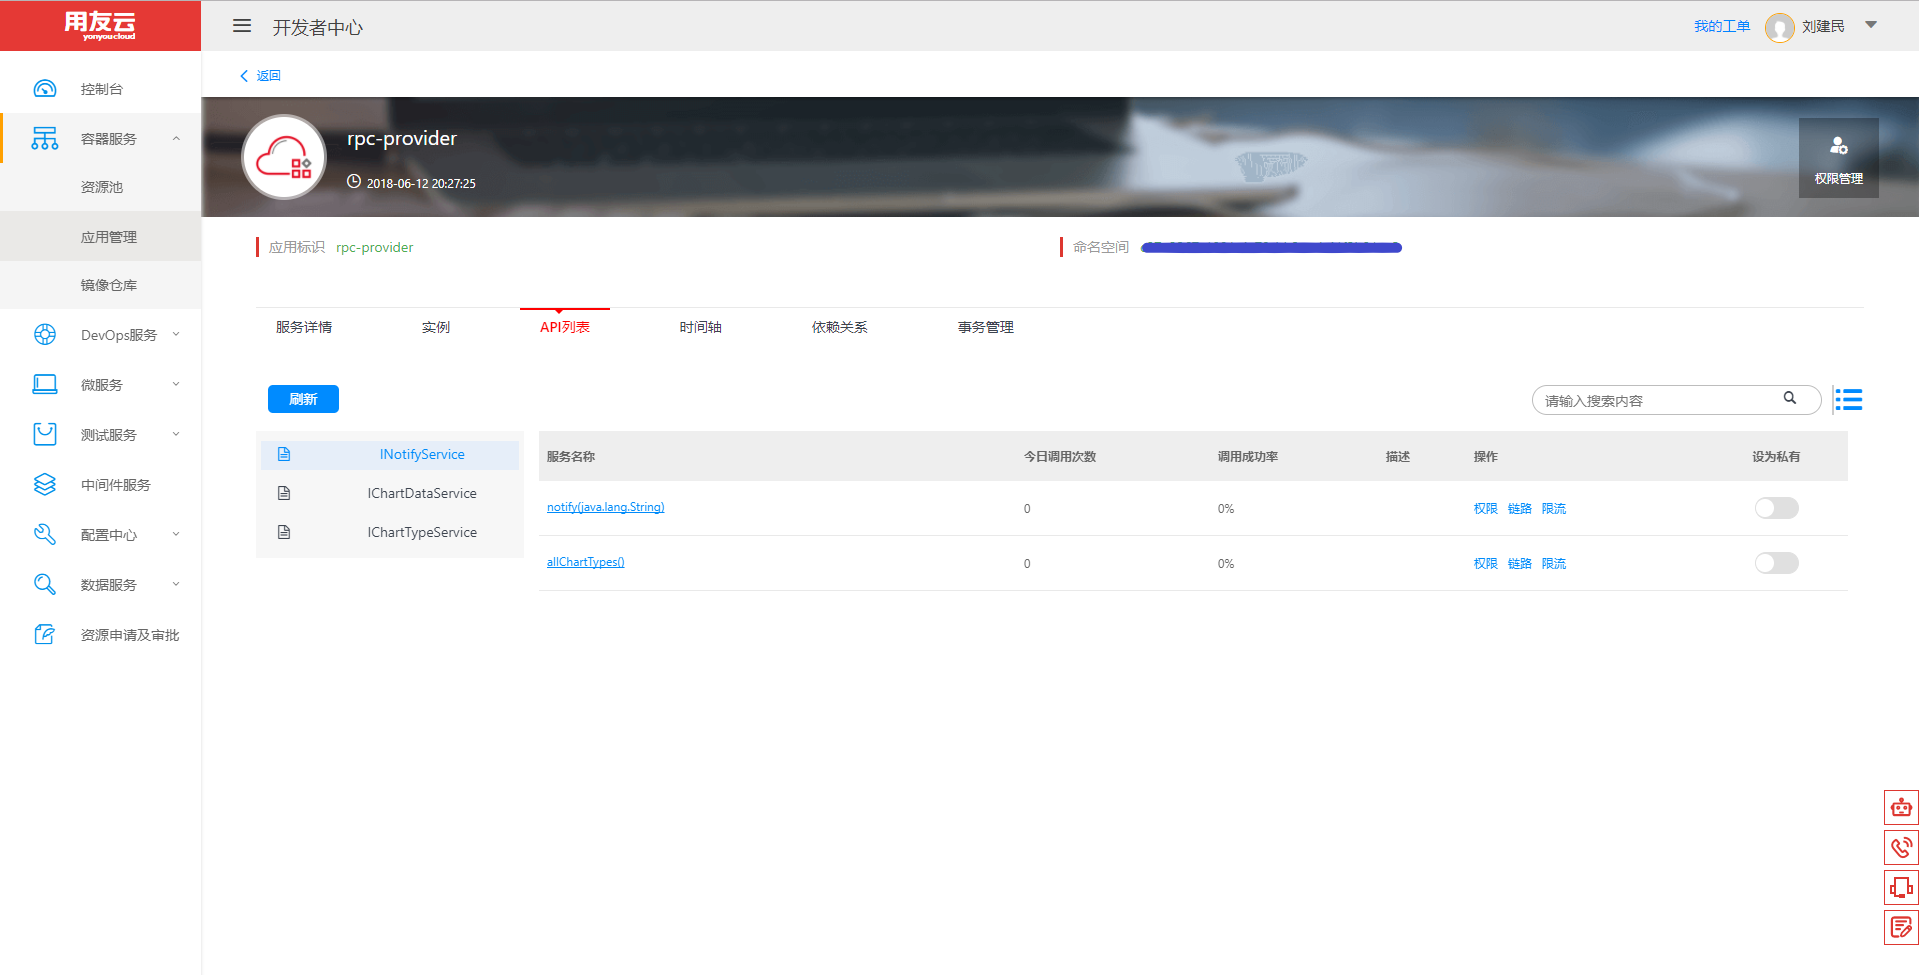 用友云
yonyoucloud
开发者中心
我的工单
刘建民
控制台
容器服务
资源池
应用管理
镜像仓库
DevOps服务
微服务
测试服务
中间件服务
配置中心
数据服务
资源申请及审批
返回
rpc-provider
2018-06-12 20:27:25
权限管理
应用标识 rpc-provider
命名空间
服务详情 实例 API列表 时间轴 依赖关系 事务管理
刷新
请输入搜索内容
INotifyService
IChartDataService
IChartTypeService
服务名称 今日调用次数 调用成功率 描述 操作 设为私有
notify(java.lang.String) 0 0% 权限 链路 限流
allChartTypes() 0 0% 权限 链路 限流